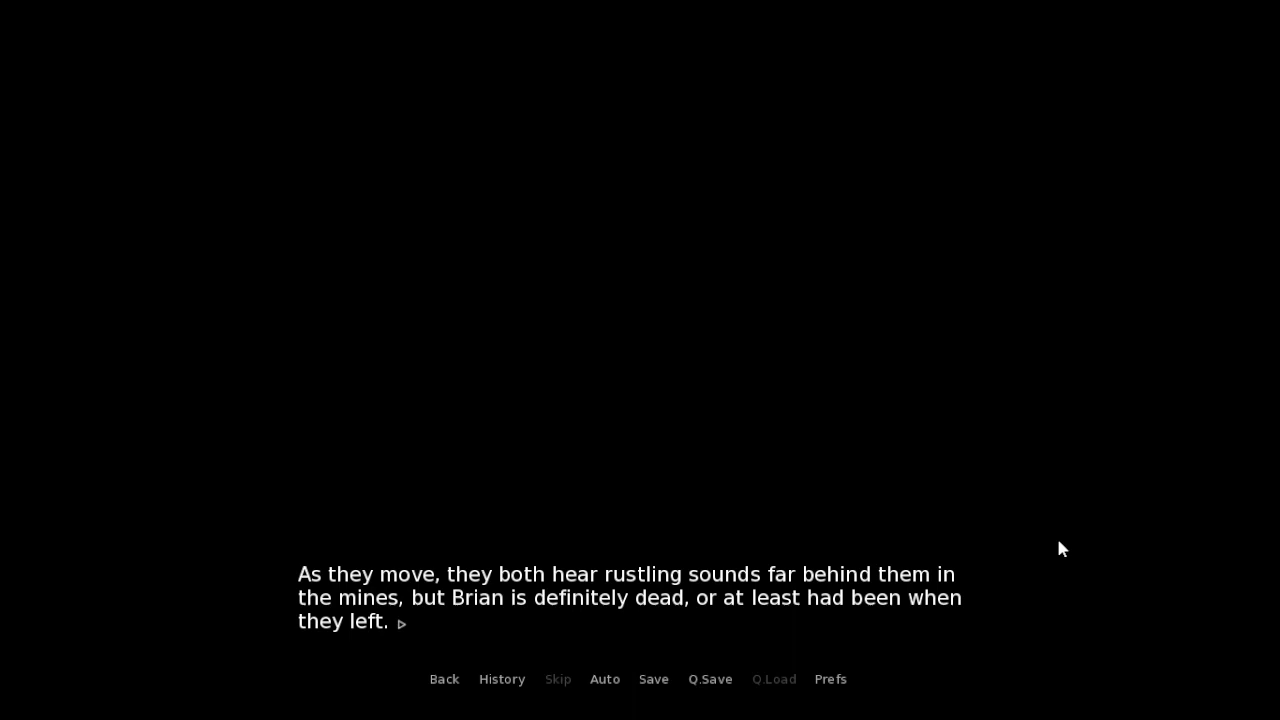 As they move, they both hear rustling sounds far behind them in
the mines, but Brian is definitely dead, or at least had been when
they left.
Back History Skip Auto Save Q.Save Q.Load Prefs